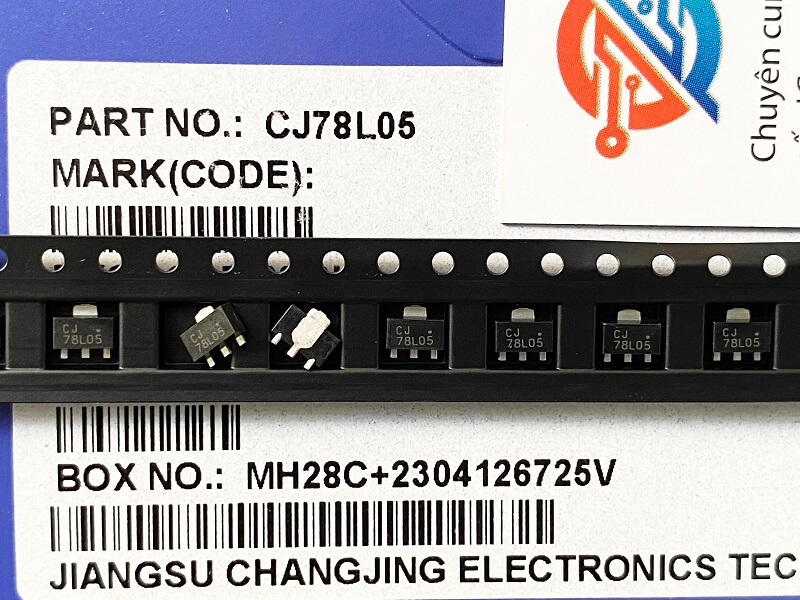 Chuyên cun
PART NO.: CJ78L05
MARK(CODE):
CJ
78L05
CJ
78L05
CJ
78L05
CJ
78L05
CJ
78L05
CJ
78L05
BOX NO.: MH28C+2304126725V
JIANGSU CHANGJING ELECTRONICS TEC